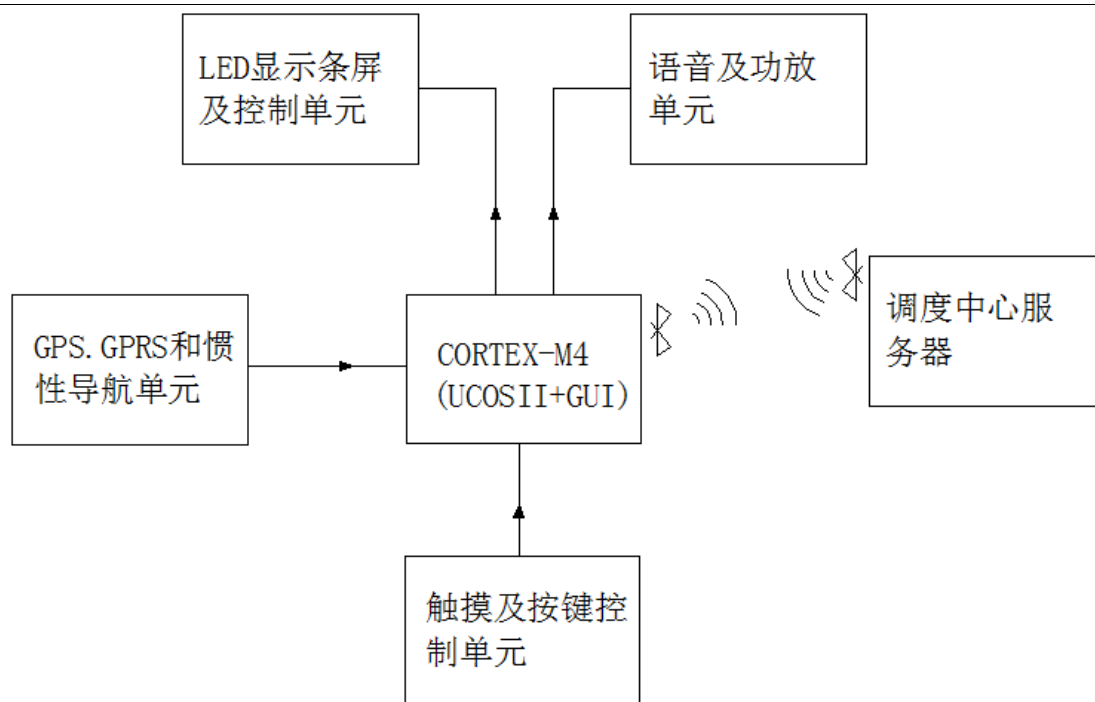 LED显示条屏
及控制单元
语音及功放
单元
GPS.GPRS和惯
性导航单元
CORTEX-M4
(UCOSII+GUI)
调度中心服
务器
触摸及按键控
制单元